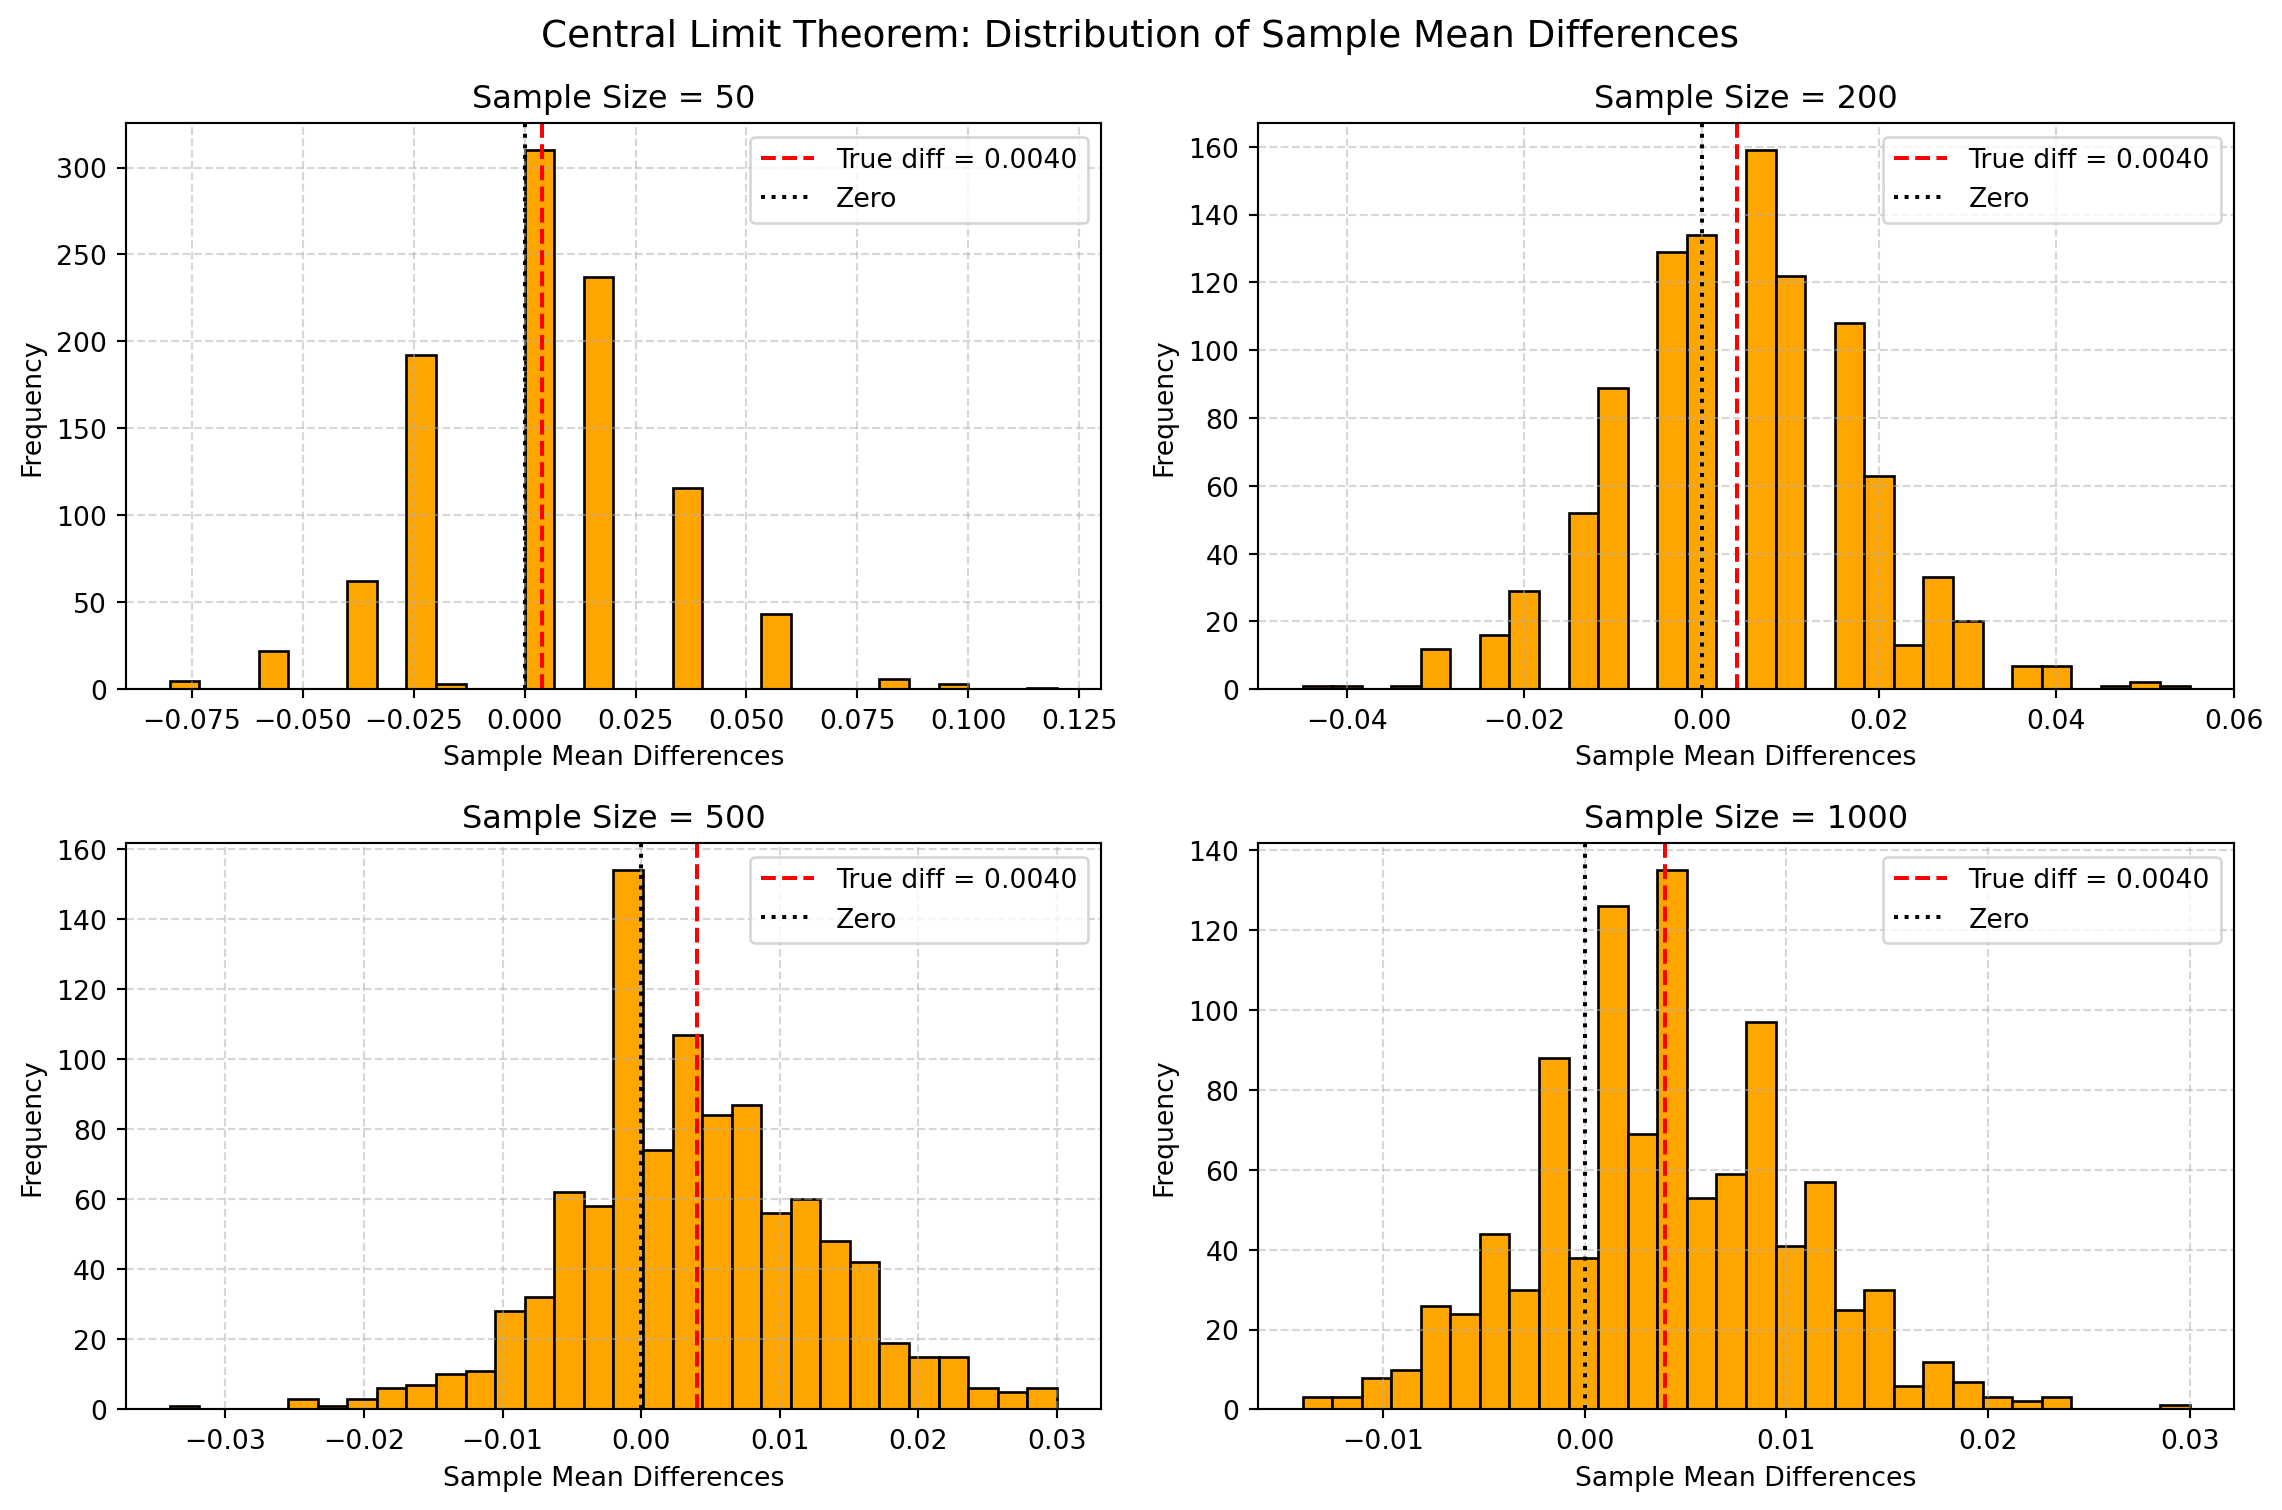 Central Limit Theorem: Distribution of Sample Mean Differences
Sample Size = 50
True diff = 0.0040
Zero
Frequency
300
250
200
150
100
50
0
−0.075 −0.050 −0.025 0.000 0.025 0.050 0.075 0.100 0.125
Sample Mean Differences
Sample Size = 200
True diff = 0.0040
Zero
Frequency
160
140
120
100
80
60
40
20
0
−0.04 −0.02 0.00 0.02 0.04 0.06
Sample Mean Differences
Sample Size = 500
True diff = 0.0040
Zero
Frequency
160
140
120
100
80
60
40
20
0
−0.03 −0.02 −0.01 0.00 0.01 0.02 0.03
Sample Mean Differences
Sample Size = 1000
True diff = 0.0040
Zero
Frequency
140
120
100
80
60
40
20
0
−0.01 0.00 0.01 0.02 0.03
Sample Mean Differences